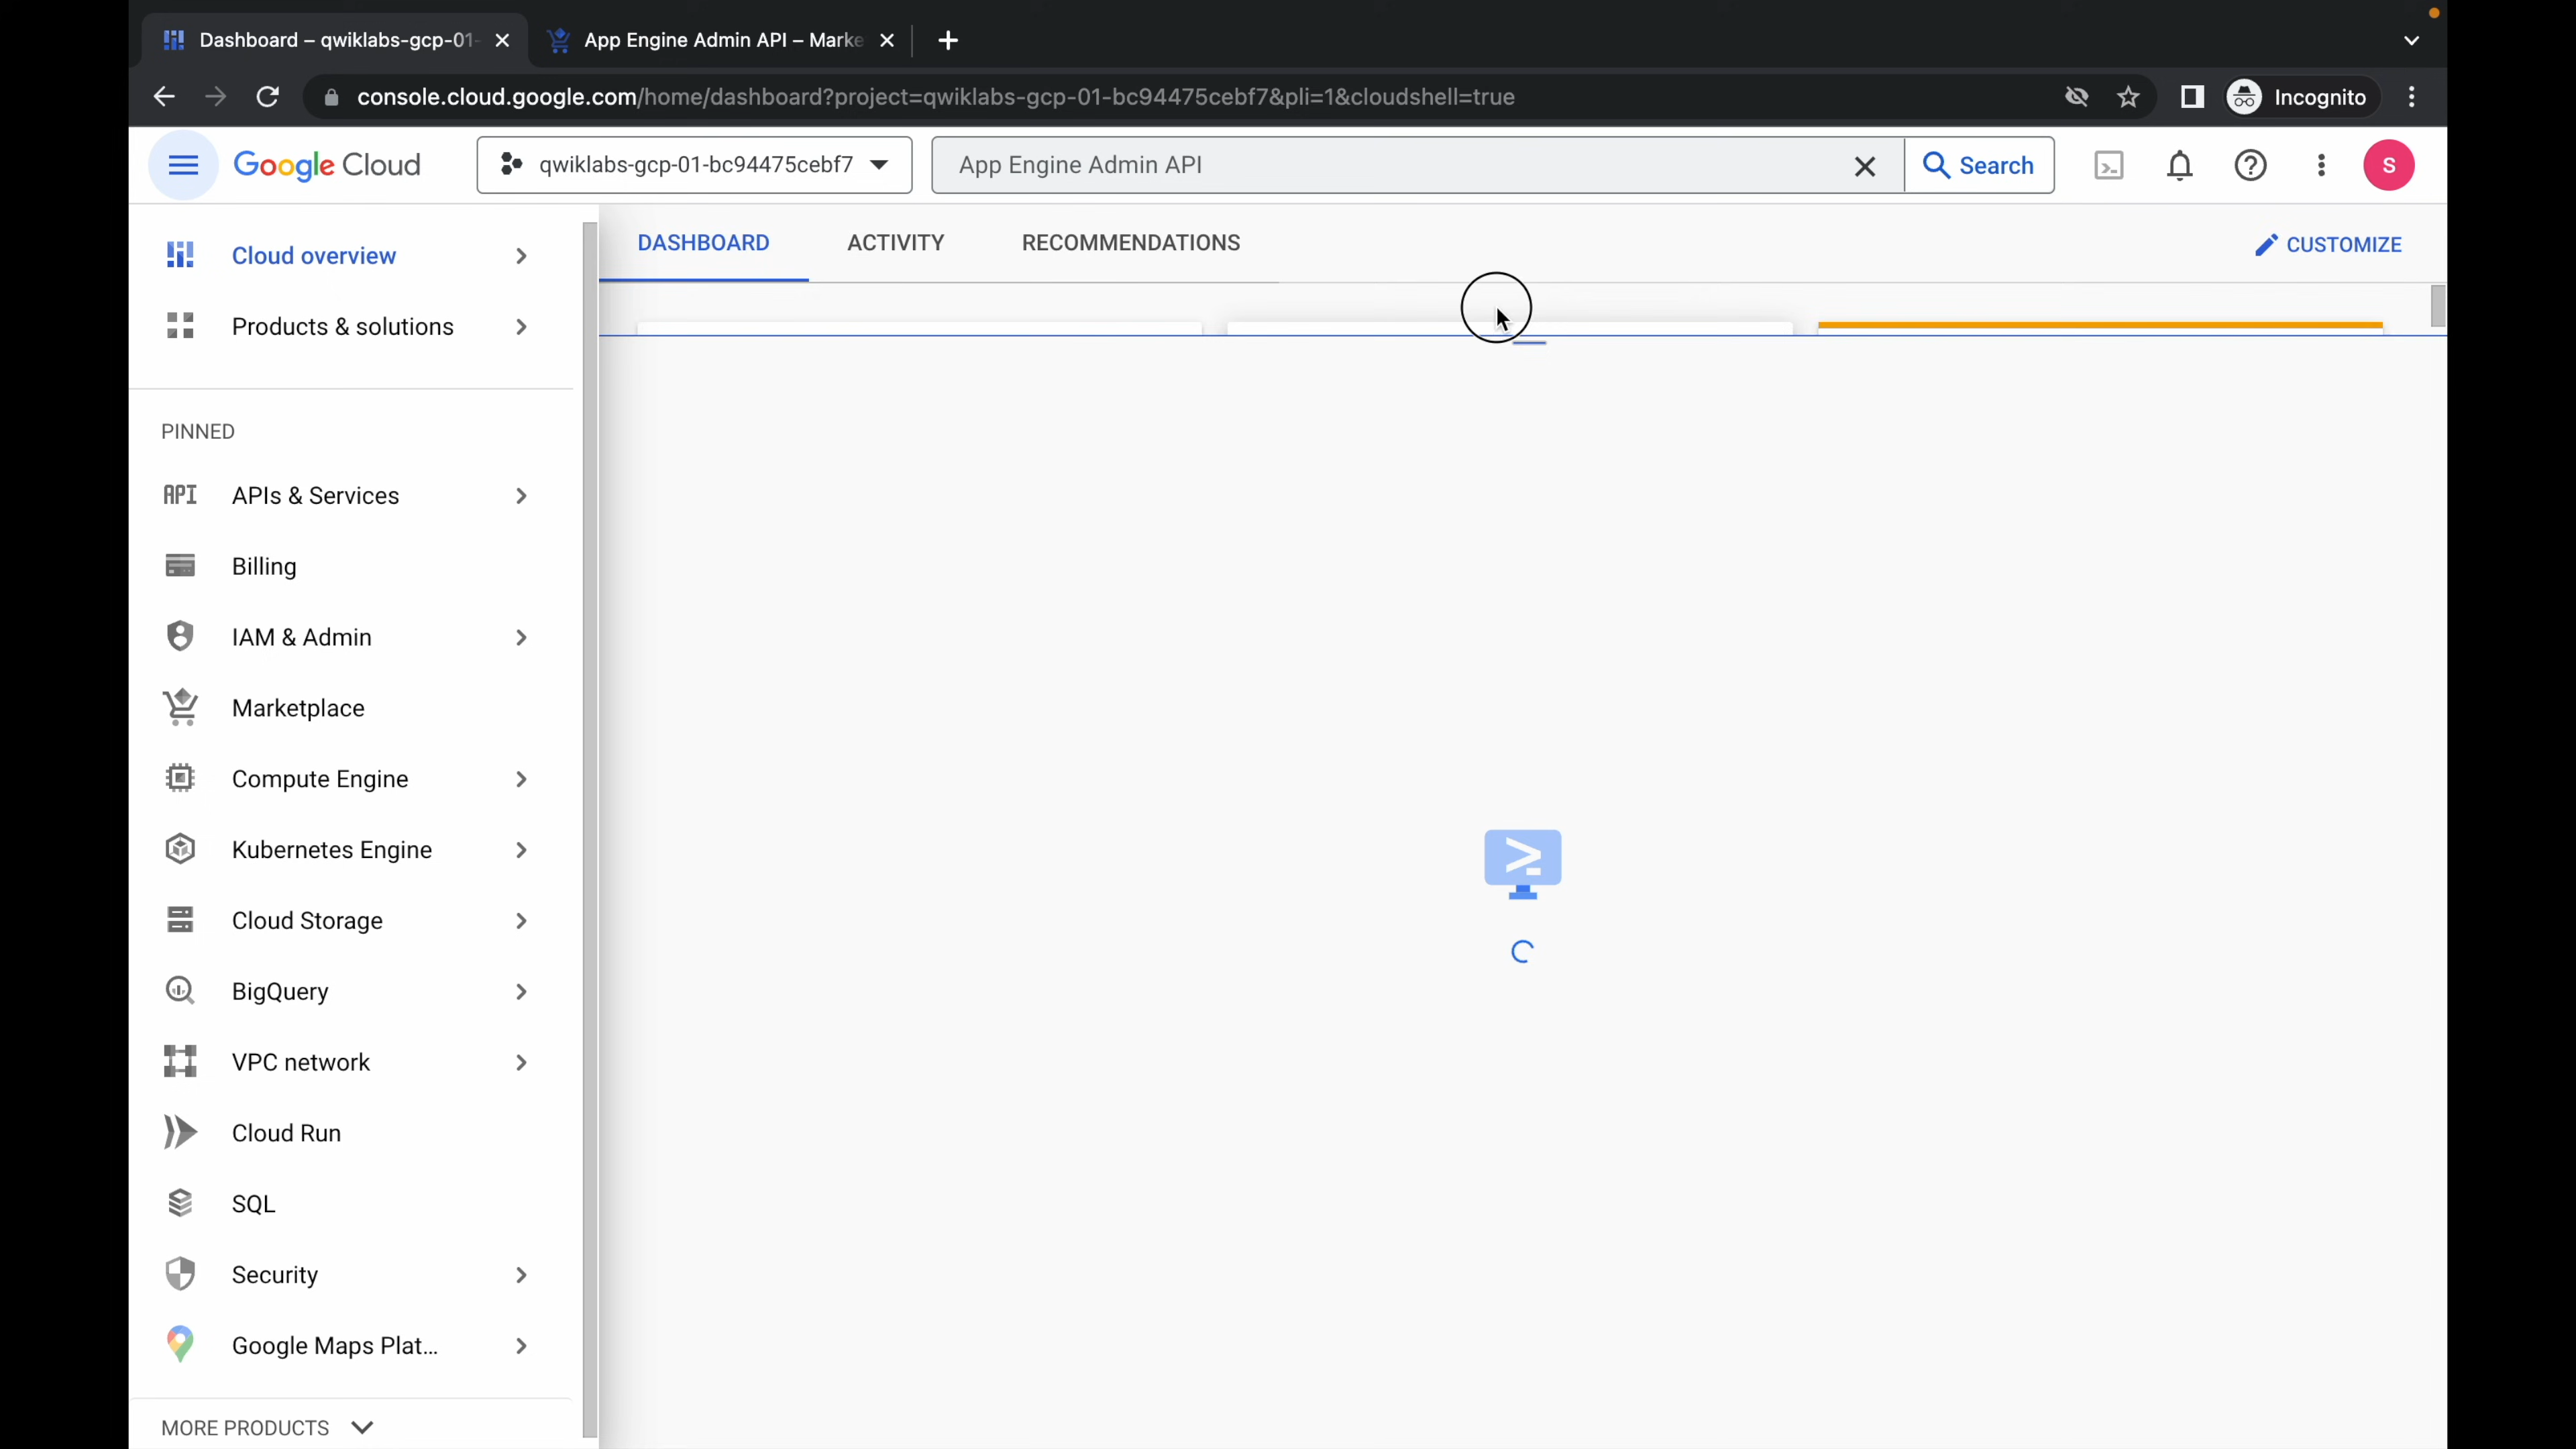 Dashboard – qwiklabs-gcp-01-
App Engine Admin API – Marke
console.cloud.google.com/home/dashboard?project=qwiklabs-gcp-01-bc94475cebf7&pli=1&cloudshell=true
Incognito
Google Cloud
qwiklabs-gcp-01-bc94475cebf7
App Engine Admin API
Search
S
Cloud overview
Products & solutions
DASHBOARD
ACTIVITY
RECOMMENDATIONS
CUSTOMIZE
PINNED
API APIs & Services
Billing
IAM & Admin
Marketplace
Compute Engine
Kubernetes Engine
Cloud Storage
BigQuery
VPC network
Cloud Run
SQL
Security
Google Maps Plat...
MORE PRODUCTS